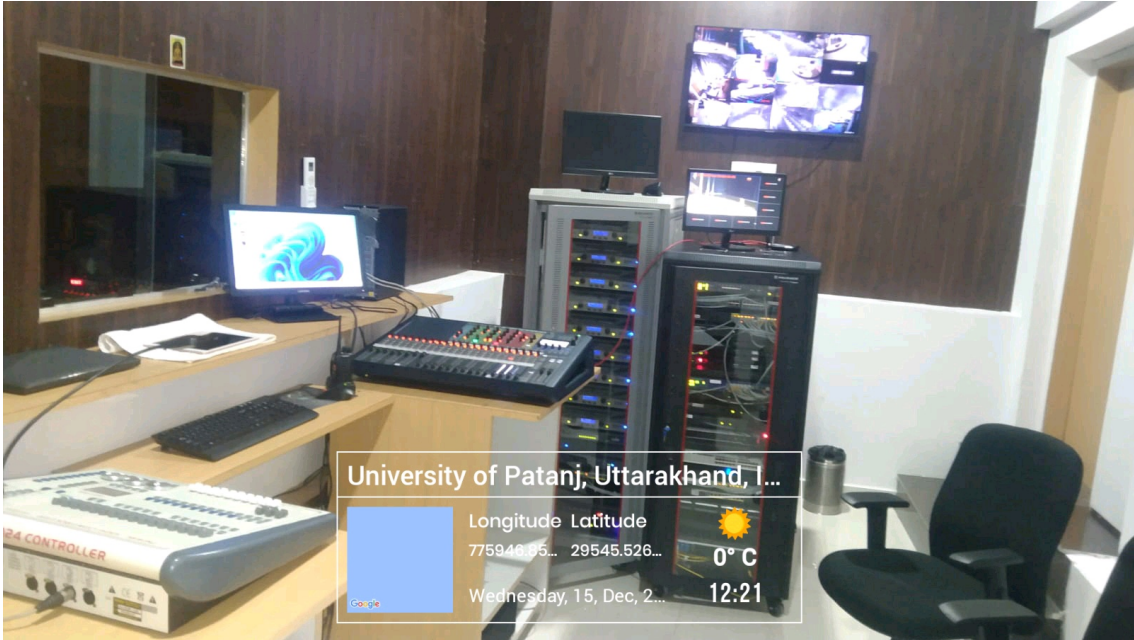 University of Patanj, Uttarakhand, I...
Longitude Latitude
775946.85... 29545.526...
0° C
Wednesday, 15, Dec, 2...
12:21
Google
24 CONTROLLER